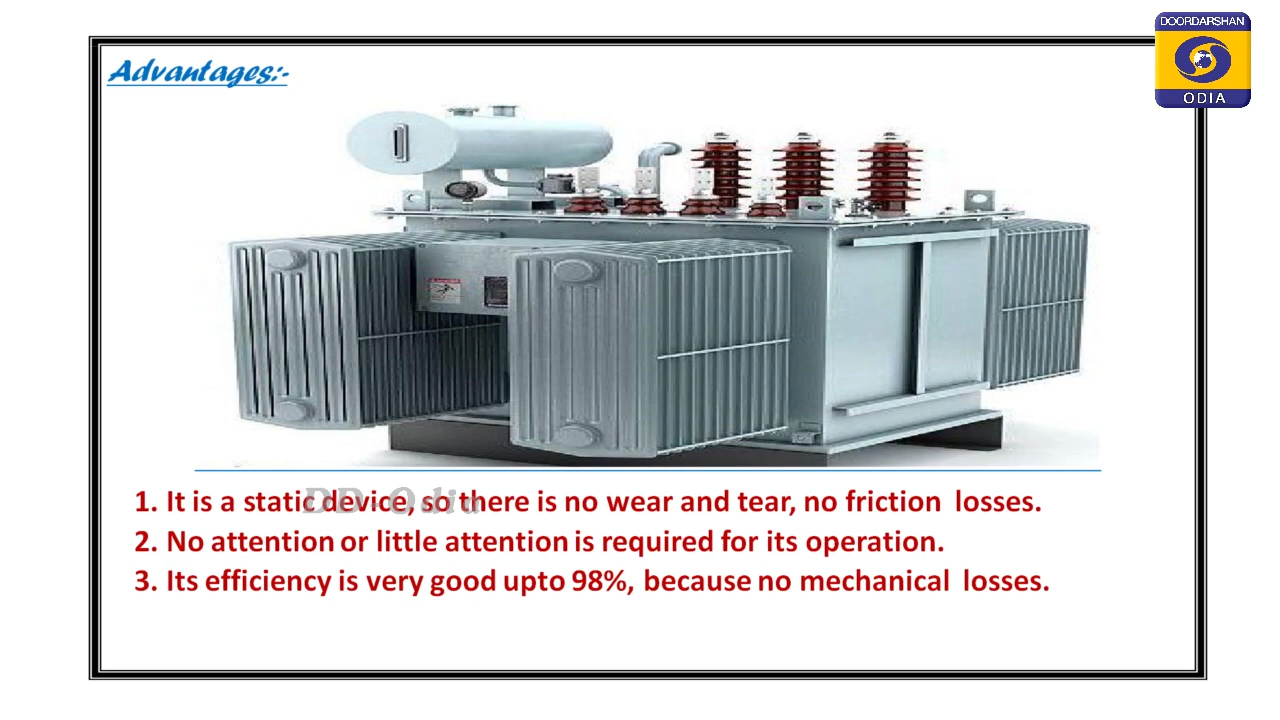 DOORDARSHAN
ODIA
Advantages:-
1. It is a static device, so there is no wear and tear, no friction losses.
DD-Odia
2. No attention or little attention is required for its operation.
3. Its efficiency is very good upto 98%, because no mechanical losses.